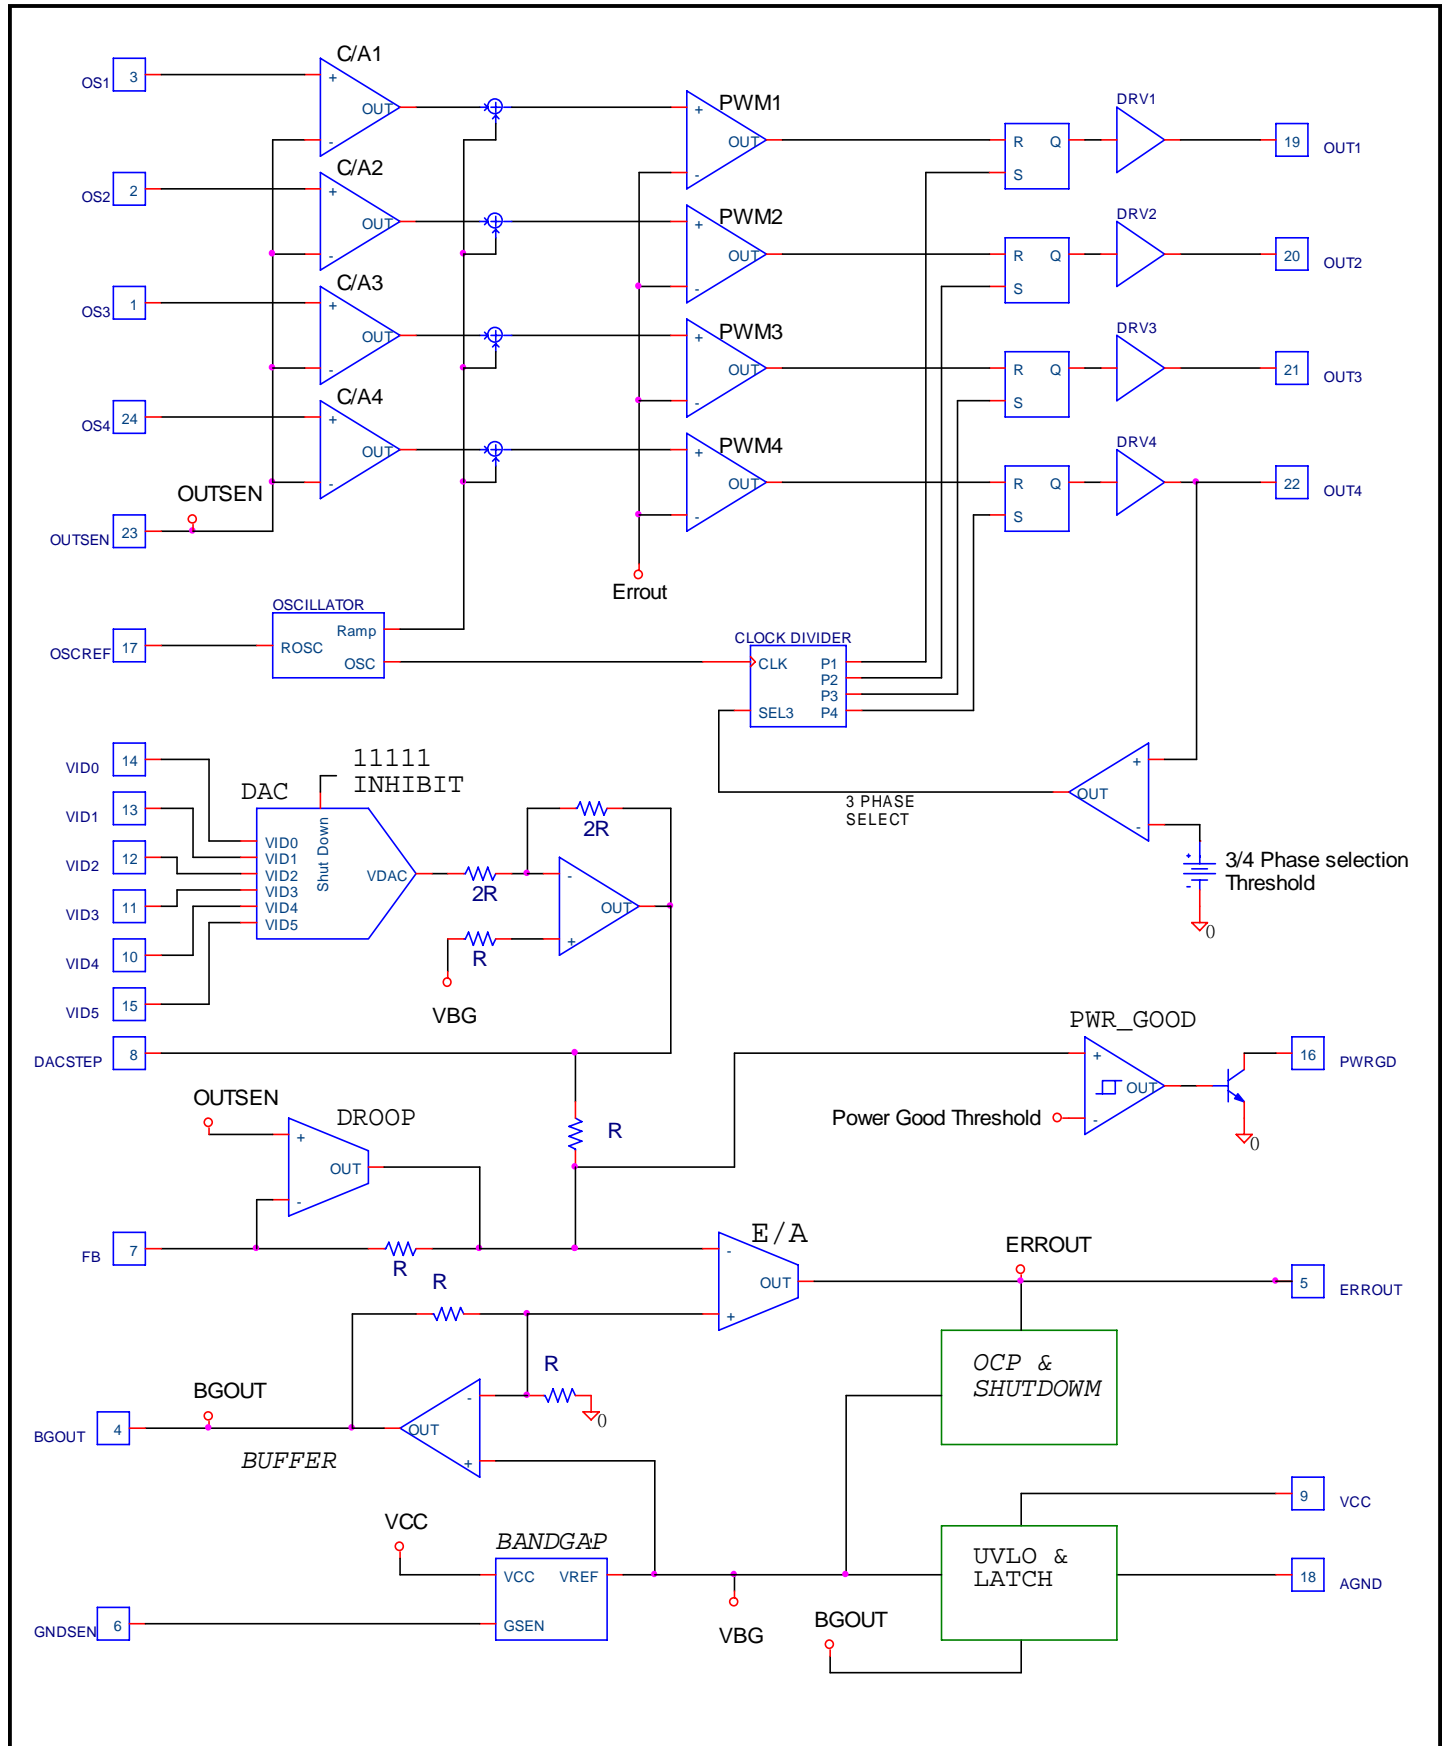 C/A1
OS1 3 + OUT -
PWM1
+ OUT -
DRV1
R Q S
19 OUT1
C/A2
OS2 2 + OUT -
PWM2
+ OUT -
DRV2
R Q S
20 OUT2
C/A3
OS3 1 + OUT -
PWM3
+ OUT -
DRV3
R Q S
21 OUT3
C/A4
OS4 24 + OUT -
PWM4
+ OUT -
DRV4
R Q S
22 OUT4
OUTSEN
OUTSEN 23
Errout
OSCILLATOR
OSCREF 17 ROSC Ramp OSC
CLOCK DIVIDER
CLK P1
P2
P3
SEL3 P4
+ OUT -
3 PHASE
SELECT
+ - 3/4 Phase selection
Threshold
0
11111
INHIBIT
DAC
Shut Down
VID0 14
VID1 13
VID2 12
VID3 11
VID4 10
VID5 15
VID0
VID1
VID2
VID3
VID4
VID5
VDAC
2R
2R
- OUT +
R
VBG
DACSTEP 8
PWR_GOOD
+ OUT -
16 PWRGD
Power Good Threshold
0
OUTSEN
DROOP
+ OUT -
R
FB 7
R
E/A
- OUT +
ERROUT
5 ERROUT
R
R
0
OCP &
SHUTDOWM
BGOUT
BGOUT 4
- OUT +
BUFFER
VCC
BANDGAP
VCC VREF
GSEN
GNDSEN 6
VBG
UVLO &
LATCH
9 VCC
18 AGND
BGOUT